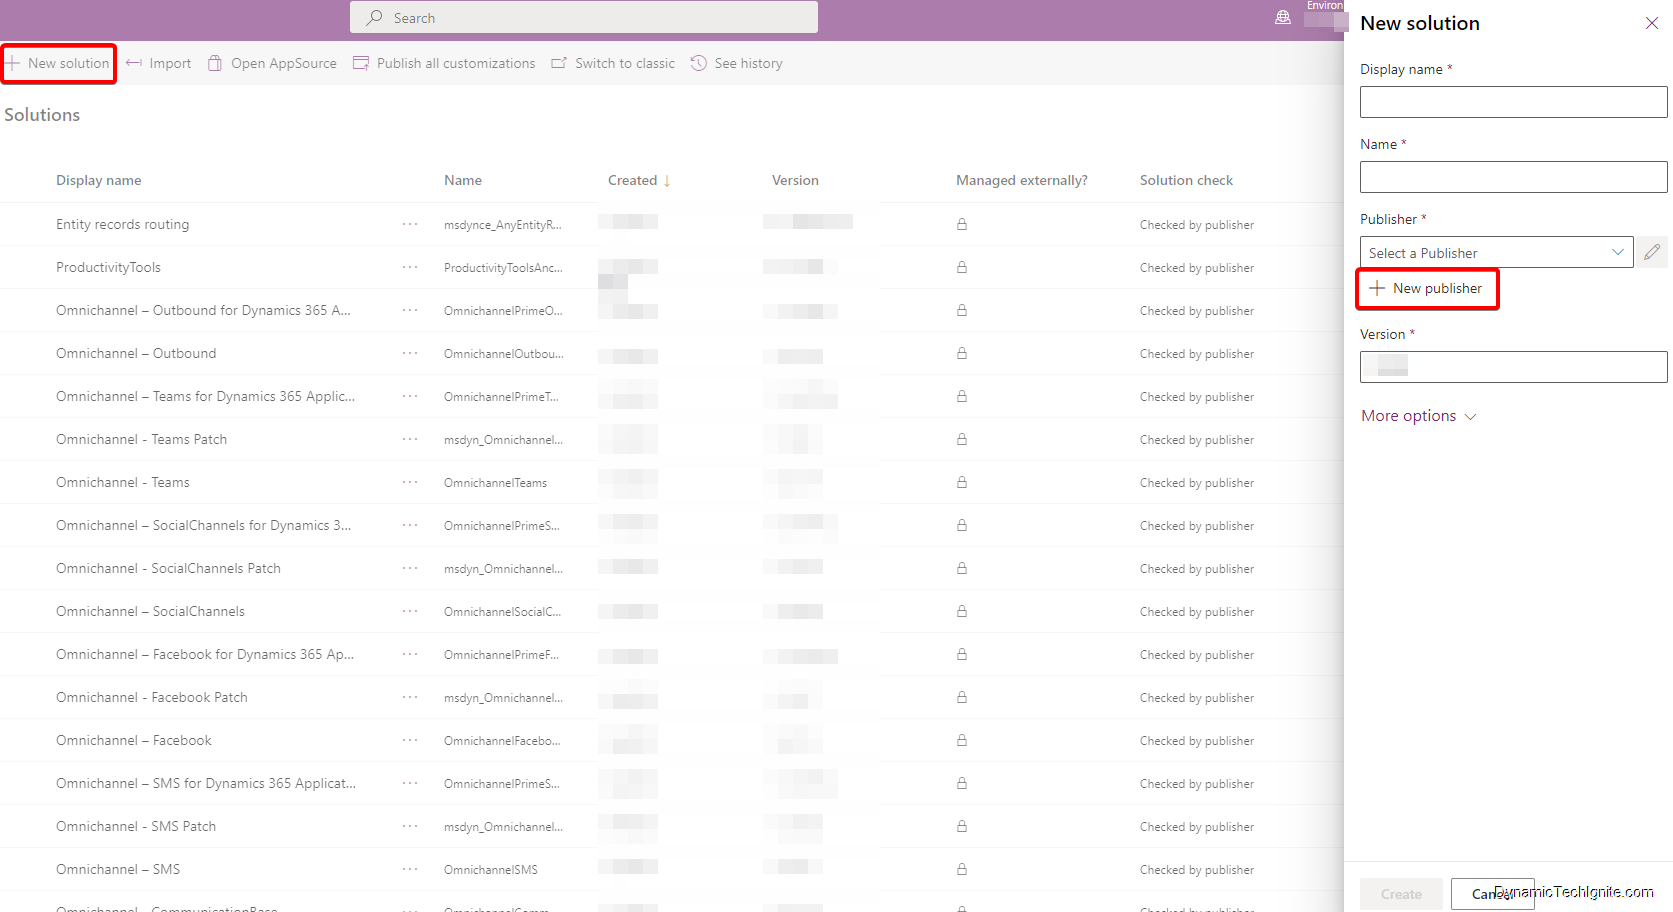 Search
Environ
New solution
Import
Open AppSource
Publish all customizations
Switch to classic
See history
Solutions
Display name Name Created ↓ Version Managed externally? Solution check
Entity records routing ... msdynce_AnyEntityR... Checked by publisher
ProductivityTools ... ProductivityToolsAnc... Checked by publisher
Omnichannel – Outbound for Dynamics 365 A... ... OmnichannelPrimeO... Checked by publisher
Omnichannel – Outbound ... OmnichannelOutbou... Checked by publisher
Omnichannel – Teams for Dynamics 365 Applic... ... OmnichannelPrimeT... Checked by publisher
Omnichannel - Teams Patch ... msdyn_Omnichannel... Checked by publisher
Omnichannel - Teams ... OmnichannelTeams Checked by publisher
Omnichannel – SocialChannels for Dynamics 3... ... OmnichannelPrimeS... Checked by publisher
Omnichannel - SocialChannels Patch ... msdyn_Omnichannel... Checked by publisher
Omnichannel – SocialChannels ... OmnichannelSocialC... Checked by publisher
Omnichannel – Facebook for Dynamics 365 Ap... ... OmnichannelPrimeF... Checked by publisher
Omnichannel - Facebook Patch ... msdyn_Omnichannel... Checked by publisher
Omnichannel – Facebook ... OmnichannelFacebo... Checked by publisher
Omnichannel – SMS for Dynamics 365 Applicat... ... OmnichannelPrimeS... Checked by publisher
Omnichannel - SMS Patch ... msdyn_Omnichannel... Checked by publisher
Omnichannel – SMS ... OmnichannelSMS Checked by publisher
Omnichannel - CommunicationBase ... OmnichannelComm... Checked by publisher
New solution
Display name *
Name *
Publisher *
Select a Publisher
New publisher
Version *
More options
Create
Cancel
DynamicTechIgnite.com